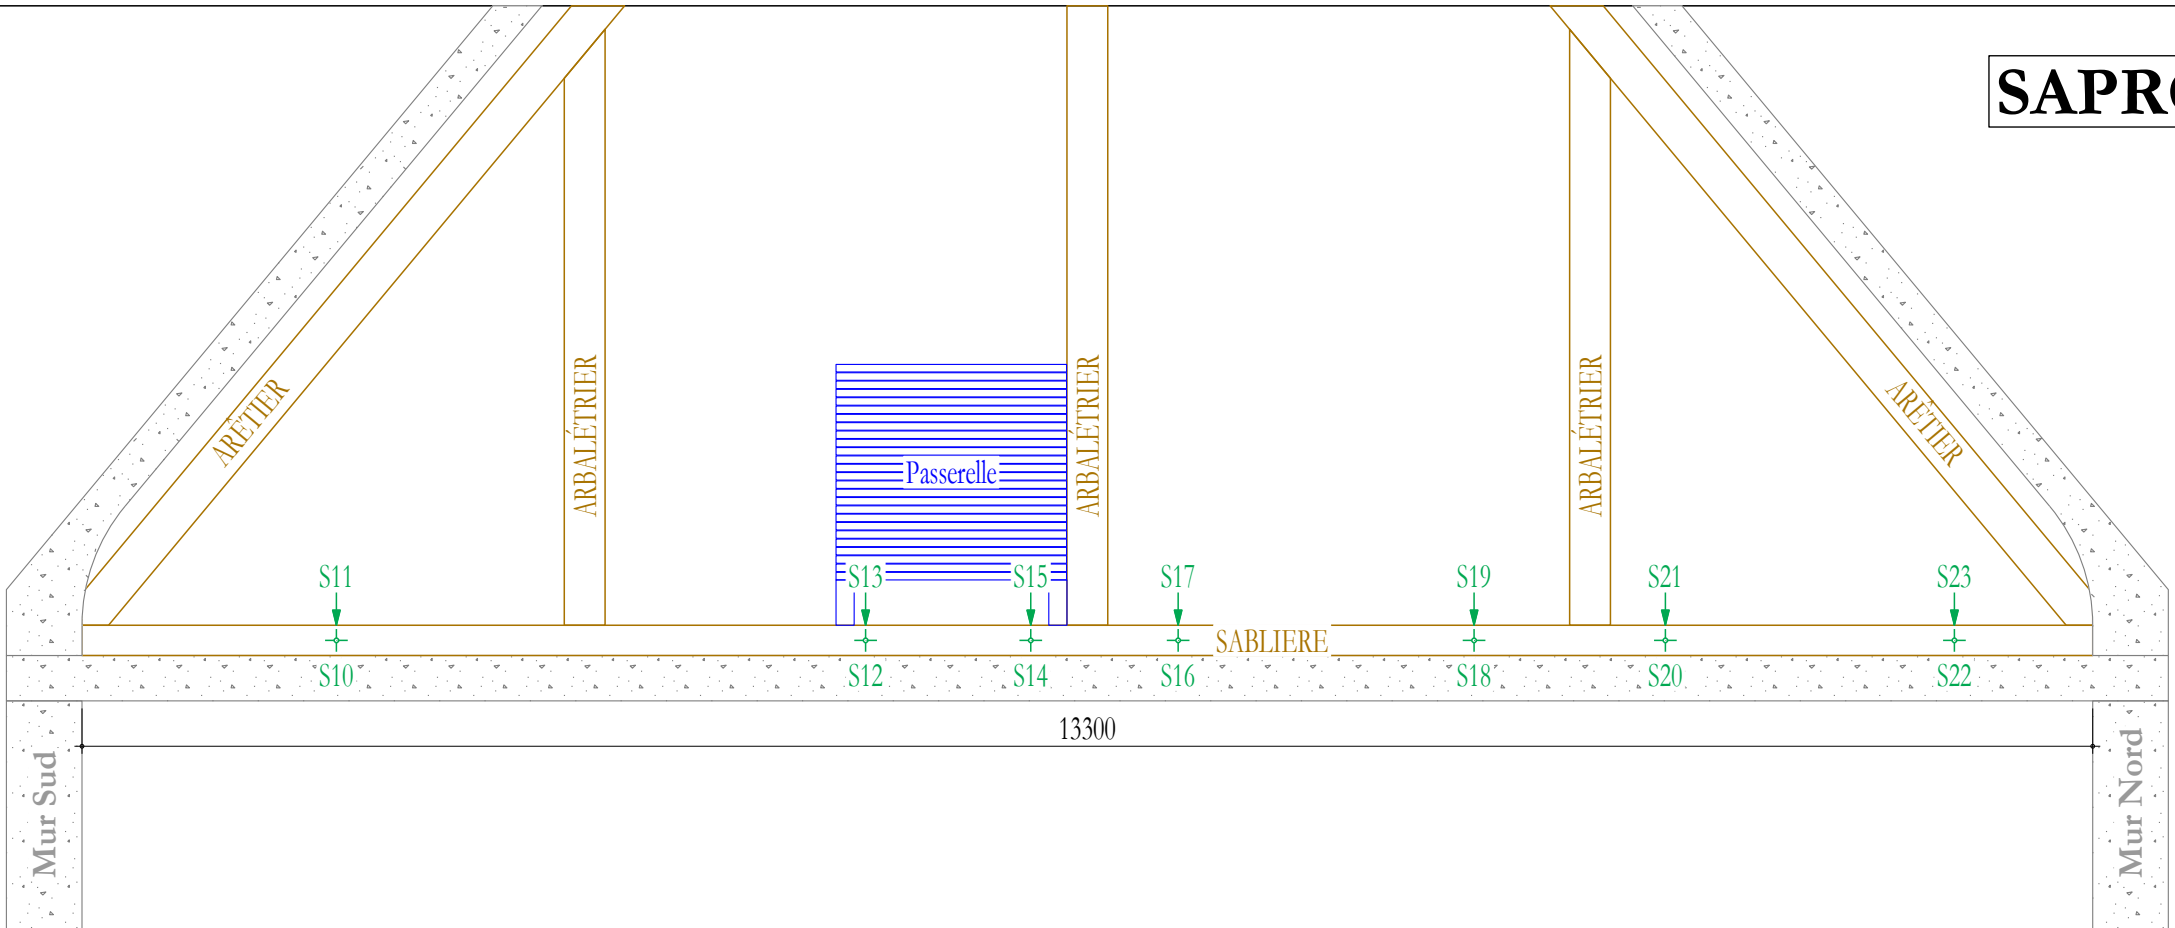 SAPR
ARÊTIER
ARBALÉTRIER
ARBALÉTRIER
ARBALÉTRIER
ARÊTIER
Passerelle
S11 S13 S15 S17 S19 S21 S23
SABLIERE
S10 S12 S14 S16 S18 S20 S22
13300
Mur Sud
Mur Nord